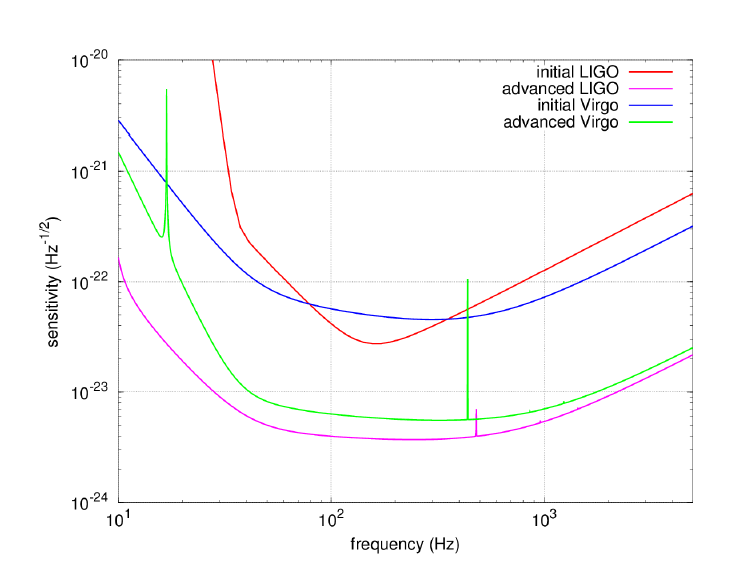 10^-20
10^-21
10^-22
10^-23
10^-24
sensitivity (Hz^-1/2)
initial LIGO
advanced LIGO
initial Virgo
advanced Virgo
10^1 10^2 10^3
frequency (Hz)